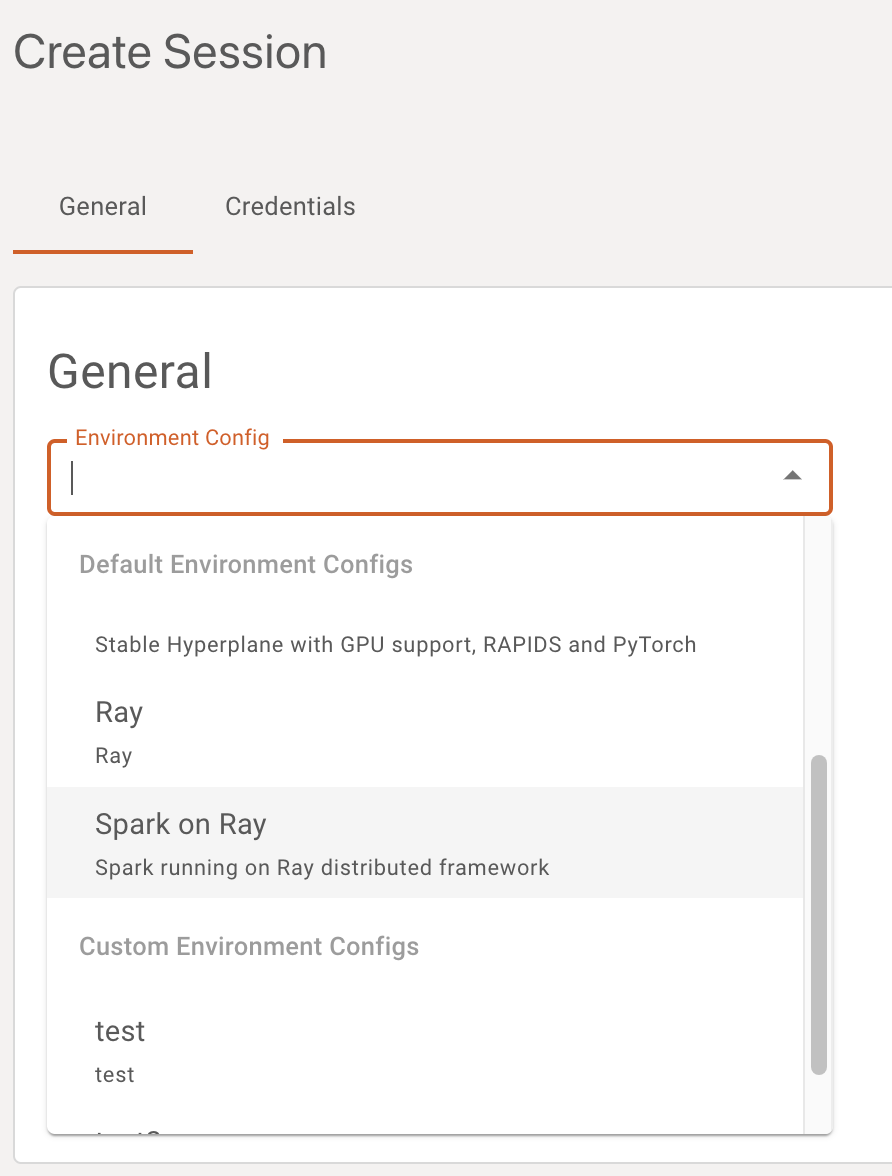 Create Session
General
Credentials
General
Environment Config
Default Environment Configs
Stable Hyperplane with GPU support, RAPIDS and PyTorch
Ray
Ray
Spark on Ray
Spark running on Ray distributed framework
Custom Environment Configs
test
test